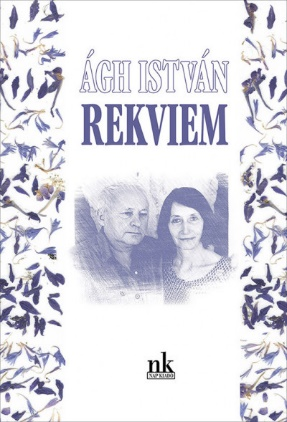 ÁGH ISTVÁN
REKVIEM
nk
NAP KIADÓ